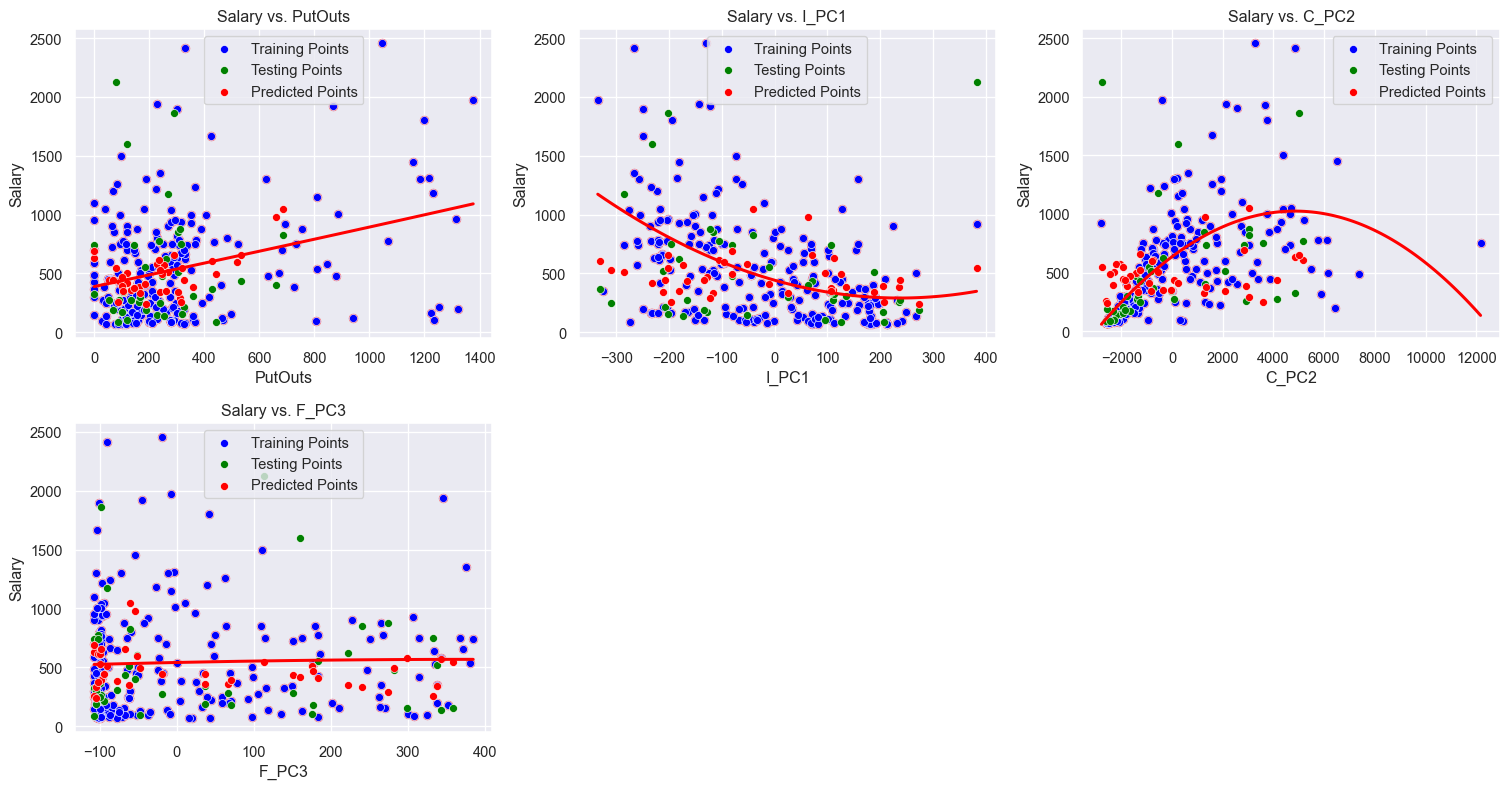 Salary vs. PutOuts
Training Points
Testing Points
Predicted Points
Salary
2500
2000
1500
1000
500
0
0 200 400 600 800 1000 1200 1400
PutOuts
Salary vs. I_PC1
Training Points
Testing Points
Predicted Points
Salary
2500
2000
1500
1000
500
0
−300 −200 −100 0 100 200 300 400
I_PC1
Salary vs. C_PC2
Training Points
Testing Points
Predicted Points
Salary
2500
2000
1500
1000
500
0
−2000 0 2000 4000 6000 8000 10000 12000
C_PC2
Salary vs. F_PC3
Training Points
Testing Points
Predicted Points
Salary
2500
2000
1500
1000
500
0
−100 0 100 200 300 400
F_PC3